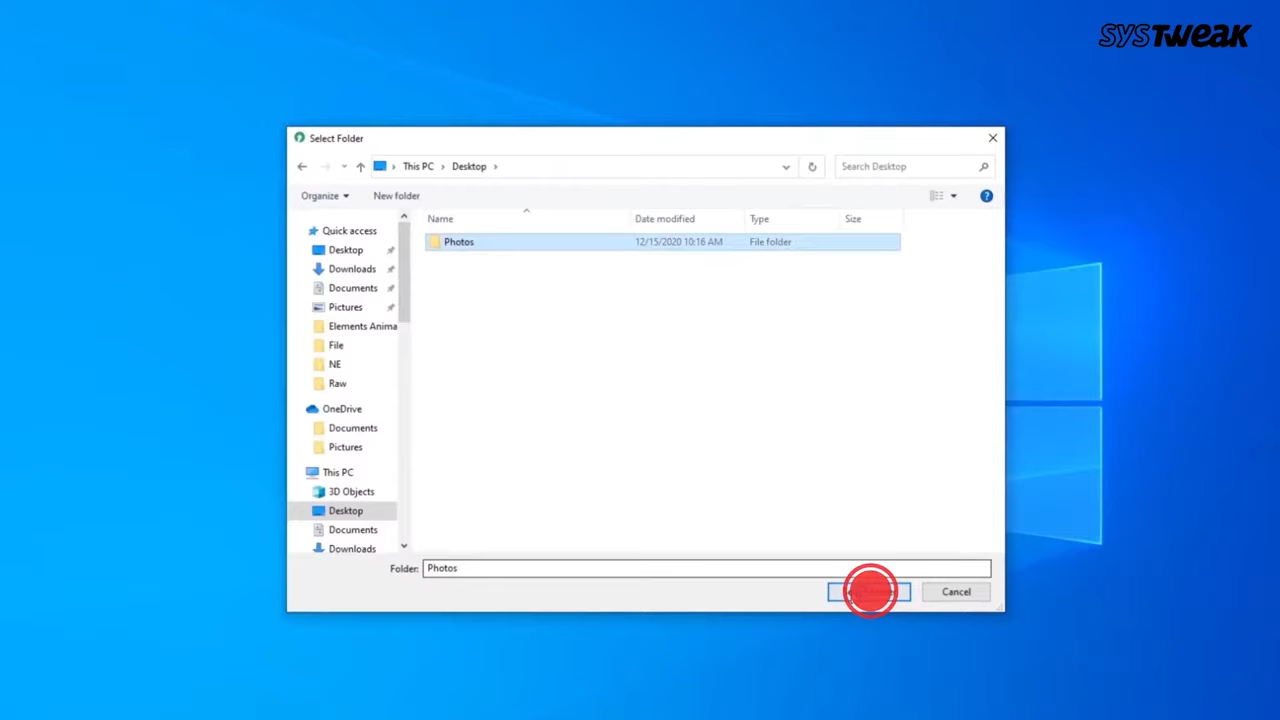 SYSTweak
Select Folder
This PC
Desktop
Search Desktop
Organize
New folder
Name
Date modified
Type
Size
Photos
12/15/2020 10:16 AM
File folder
Quick access
Desktop
Downloads
Documents
Pictures
Elements Anima
File
NE
Raw
OneDrive
Documents
Pictures
This PC
3D Objects
Desktop
Documents
Downloads
Folder:
Photos
Cancel